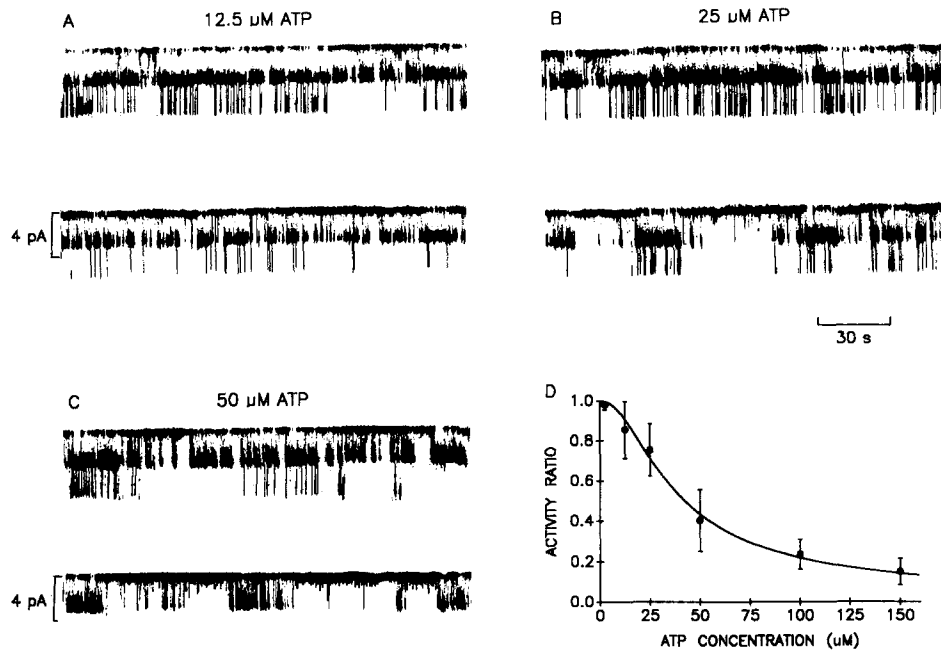 A
12.5 µM ATP
B
25 µM ATP
4 pA
30 s
C
50 µM ATP
4 pA
D
1.0
0.8
0.6
0.4
0.2
0.0
ACTIVITY RATIO
0 25 50 75 100 125 150
ATP CONCENTRATION (uM)